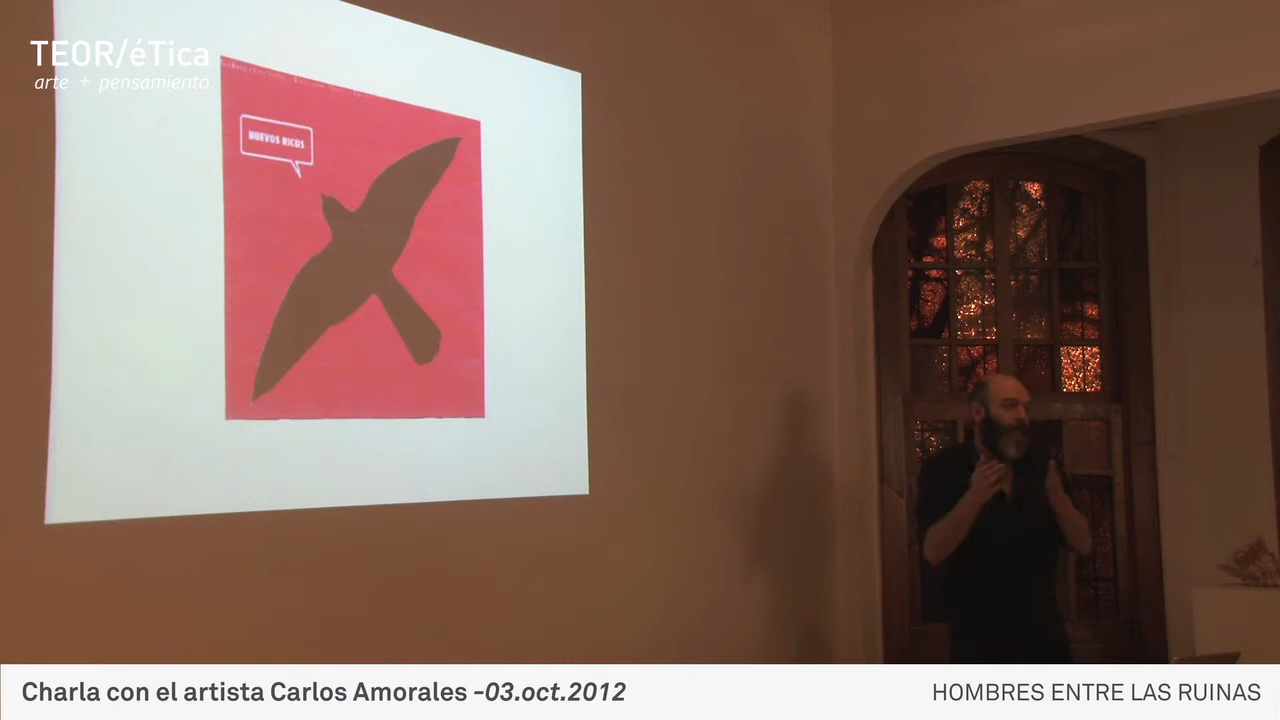 TEOR/éTica
arte + pensamiento
NUEVOS RICOS
Charla con el artista Carlos Amorales -03.oct.2012
HOMBRES ENTRE LAS RUINAS